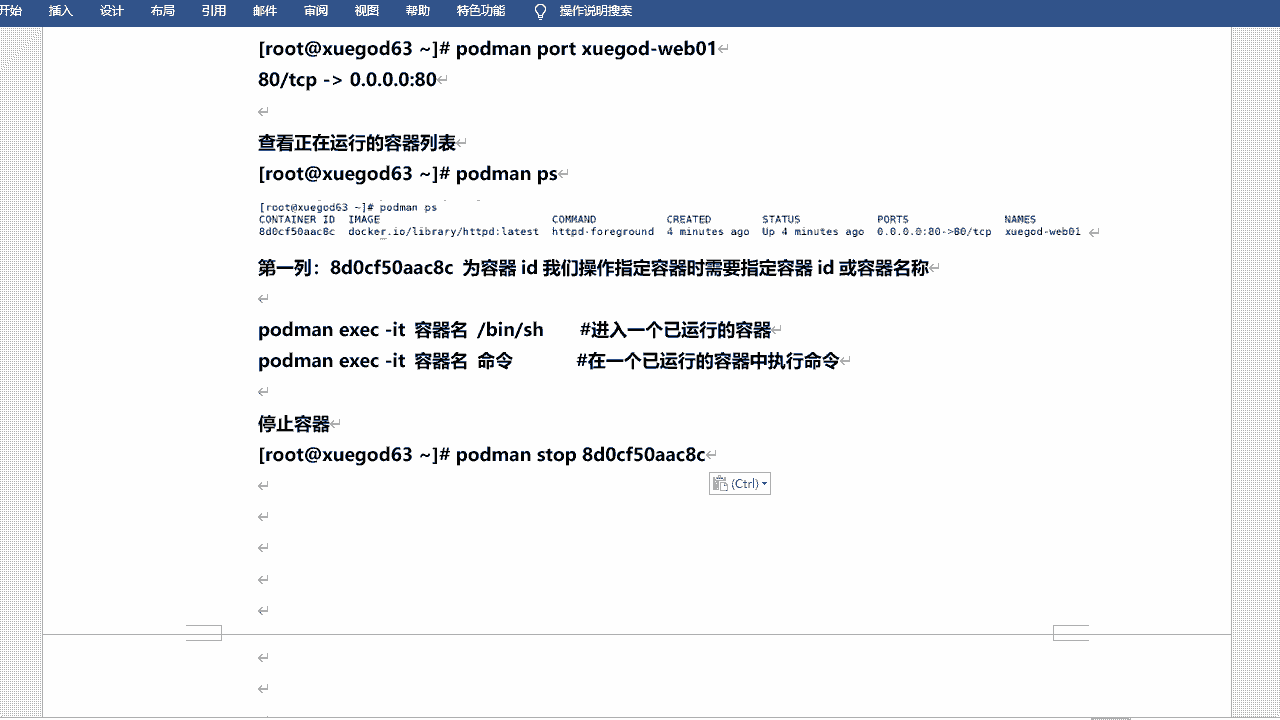 开始 插入 设计 布局 引用 邮件 审阅 视图 帮助 特色功能 操作说明搜索
[root@xuegod63 ~]# podman port xuegod-web01
80/tcp -> 0.0.0.0:80
查看正在运行的容器列表
[root@xuegod63 ~]# podman ps
[root@xuegod63 ~]# podman ps
CONTAINER ID IMAGE COMMAND CREATED STATUS PORTS NAMES
8d0cf50aac8c docker.io/library/httpd:latest httpd-foreground 4 minutes ago Up 4 minutes ago 0.0.0.0:80->80/tcp xuegod-web01
第一列：8d0cf50aac8c 为容器 id 我们操作指定容器时需要指定容器 id 或容器名称
podman exec -it 容器名 /bin/sh #进入一个已运行的容器
podman exec -it 容器名 命令 #在一个已运行的容器中执行命令
停止容器
[root@xuegod63 ~]# podman stop 8d0cf50aac8c
(Ctrl)